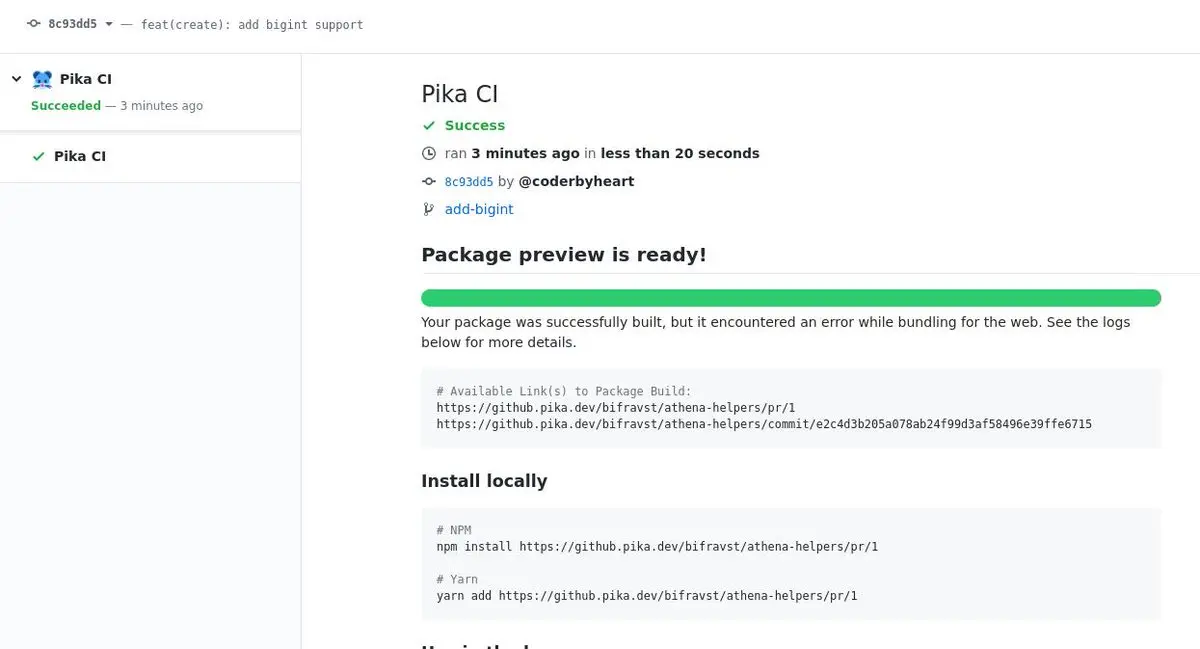 8c93dd5 — feat(create): add bigint support
Pika CI
Succeeded — 3 minutes ago
Pika CI
Pika CI
Success
ran 3 minutes ago in less than 20 seconds
8c93dd5 by @coderbyheart
add-bigint
Package preview is ready!
Your package was successfully built, but it encountered an error while bundling for the web. See the logs
below for more details.
# Available Link(s) to Package Build:
https://github.pika.dev/bifravst/athena-helpers/pr/1
https://github.pika.dev/bifravst/athena-helpers/commit/e2c4d3b205a078ab24f99d3af58496e39ffe6715
Install locally
# NPM
npm install https://github.pika.dev/bifravst/athena-helpers/pr/1
# Yarn
yarn add https://github.pika.dev/bifravst/athena-helpers/pr/1